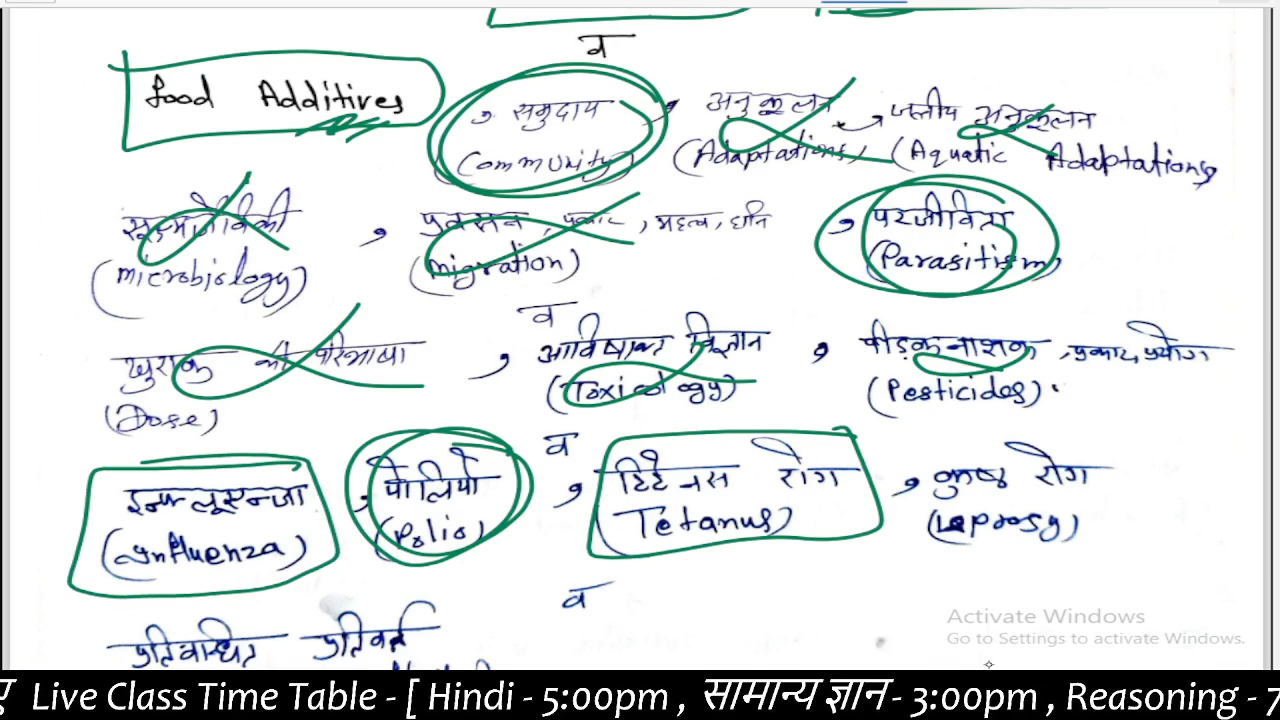 व
food Additives
, समुदाय , अनुकूलन , जलीय अनुकूलन
(Community) (Adaptations) (Aquatic Adaptations)
सूक्ष्मजैविकी , प्रवसन , प्रकार , महत्व , हानि , परजीविता
(microbiology) (migration) (Parasitism)
व
खुराक की परिभाषा , आविषाक्त विज्ञान , पीड़कनाशक , प्रकार, प्रयोग
(Dose) (Toxicology) (Pesticides)
व
इन्फ्लूएन्जा , पोलियो , टिटेनस रोग , कुष्ठ रोग
(Influenza) (Polio) (Tetanus) (Leprosy)
व
Activate Windows
Go to Settings to activate Windows.
Live Class Time Table - [ Hindi - 5:00pm , सामान्य ज्ञान - 3:00pm , Reasoning - 7